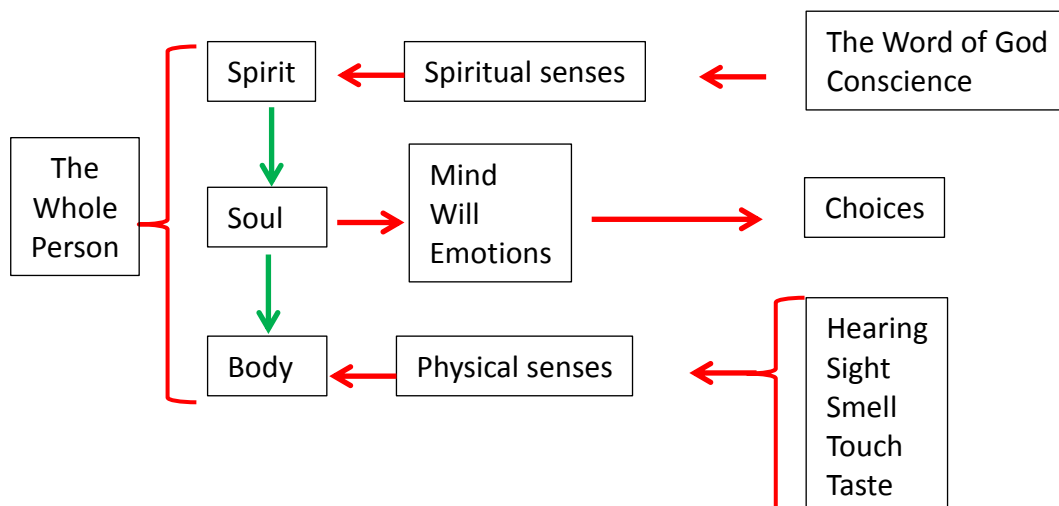 Spirit
Spiritual senses
The Word of God
Conscience
The
Whole
Person
Soul
Mind
Will
Emotions
Choices
Body
Physical senses
Hearing
Sight
Smell
Touch
Taste